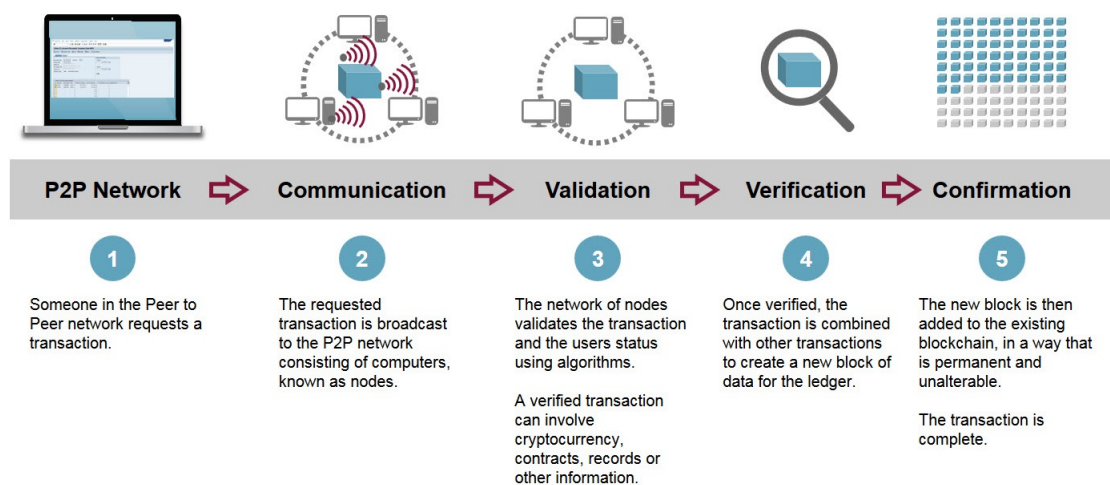 P2P Network
Communication
Validation
Verification
Confirmation
1
2
3
4
5
Someone in the Peer to
Peer network requests a
transaction.
The requested
transaction is broadcast
to the P2P network
consisting of computers,
known as nodes.
The network of nodes
validates the transaction
and the users status
using algorithms.
A verified transaction
can involve
cryptocurrency,
contracts, records or
other information.
Once verified, the
transaction is combined
with other transactions
to create a new block of
data for the ledger.
The new block is then
added to the existing
blockchain, in a way that
is permanent and
unalterable.
The transaction is
complete.